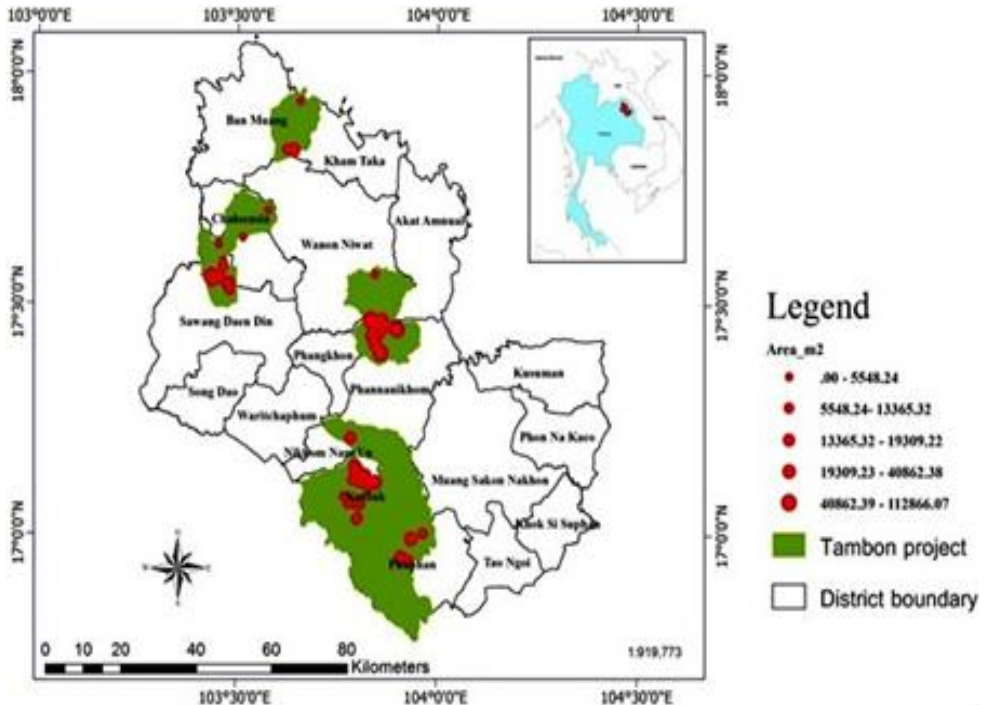 103°0'0"E
103°30'0"E
104°0'0"E
104°30'0"E
18°0'0"N
18°0'0"N
17°30'0"N
17°30'0"N
17°0'0"N
17°0'0"N
Ban Muang
Kham Taka
Akat Amnuai
Wanon Niwat
Sawang Daen Din
Phangkhon
Song Dao
Phannanikhom
Waritchaphum
Kusuman
Phon Na Kaeo
Muang Sakon Nakhon
Khok Si Suphan
Tao Ngoi
Phuphan
Legend
Area_m2
.00 - 5548.24
5548.24- 13365.32
13365.32 - 19309.22
19309.23 - 40862.38
40862.39 - 112866.07
Tambon project
District boundary
0 10 20 40 60 80
Kilometers
1:919,773
103°30'0"E
104°0'0"E
104°30'0"E